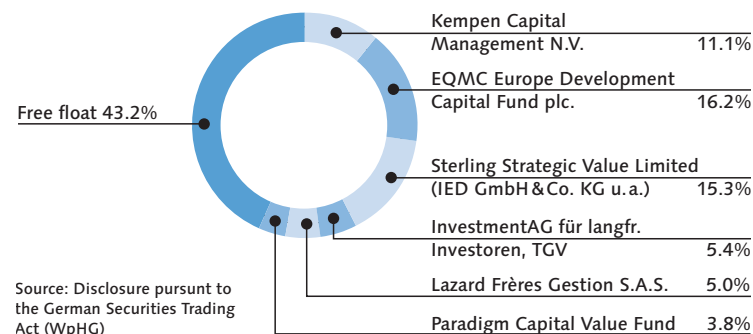 Kempen Capital
Management N.V. 11.1%
EQMC Europe Development
Capital Fund plc. 16.2%
Free float 43.2%
Sterling Strategic Value Limited
(IED GmbH & Co. KG u. a.) 15.3%
InvestmentAG für langfr.
Investoren, TGV 5.4%
Lazard Frères Gestion S.A.S. 5.0%
Paradigm Capital Value Fund 3.8%
Source: Disclosure pursuant to
the German Securities Trading
Act (WpHG)